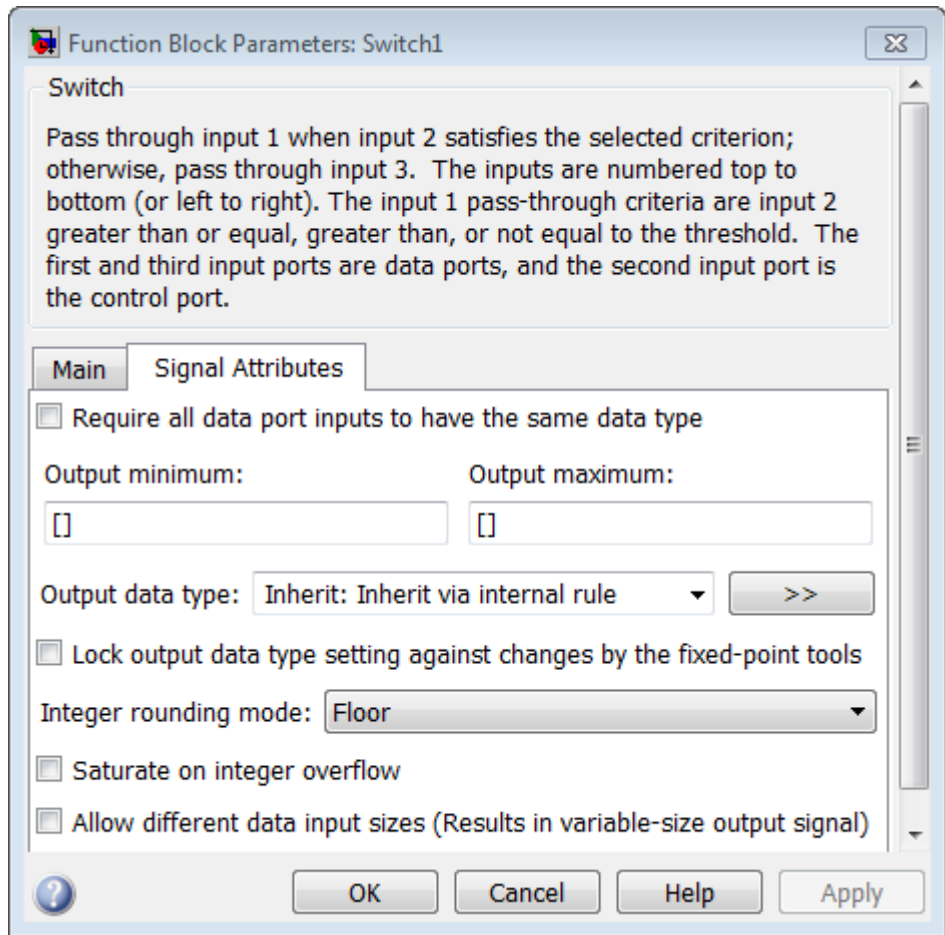 Function Block Parameters: Switch1
Switch
Pass through input 1 when input 2 satisfies the selected criterion;
otherwise, pass through input 3.  The inputs are numbered top to
bottom (or left to right). The input 1 pass-through criteria are input 2
greater than or equal, greater than, or not equal to the threshold.  The
first and third input ports are data ports, and the second input port is
the control port.
Main Signal Attributes
Require all data port inputs to have the same data type
Output minimum: Output maximum:
[] []
Output data type: Inherit: Inherit via internal rule >>
Lock output data type setting against changes by the fixed-point tools
Integer rounding mode: Floor
Saturate on integer overflow
Allow different data input sizes (Results in variable-size output signal)
? OK Cancel Help Apply